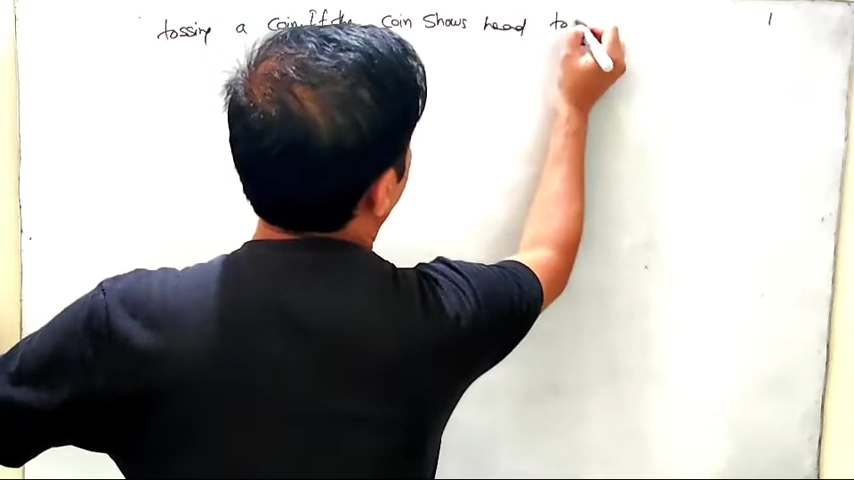 tossing a coin. If the coin shows head to 1